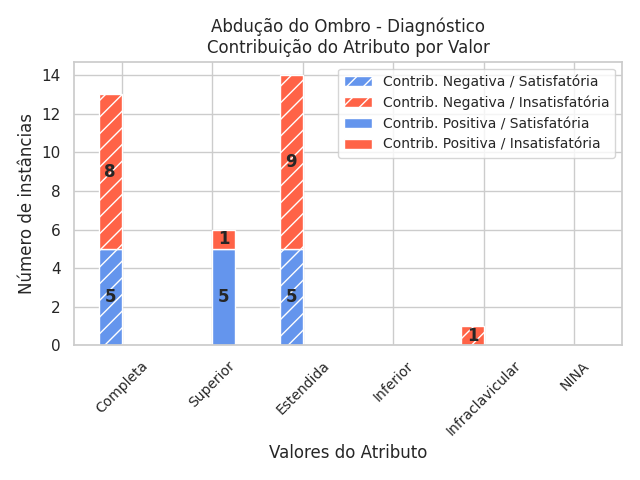 Abdução do Ombro - Diagnóstico
Contribuição do Atributo por Valor
Contrib. Negativa / Satisfatória
Contrib. Negativa / Insatisfatória
Contrib. Positiva / Satisfatória
Contrib. Positiva / Insatisfatória
Número de instâncias
14
12
10
8
6
4
2
0
8
5
1
5
9
5
1
Completa
Superior
Estendida
Inferior
Infraclavicular
NINA
Valores do Atributo